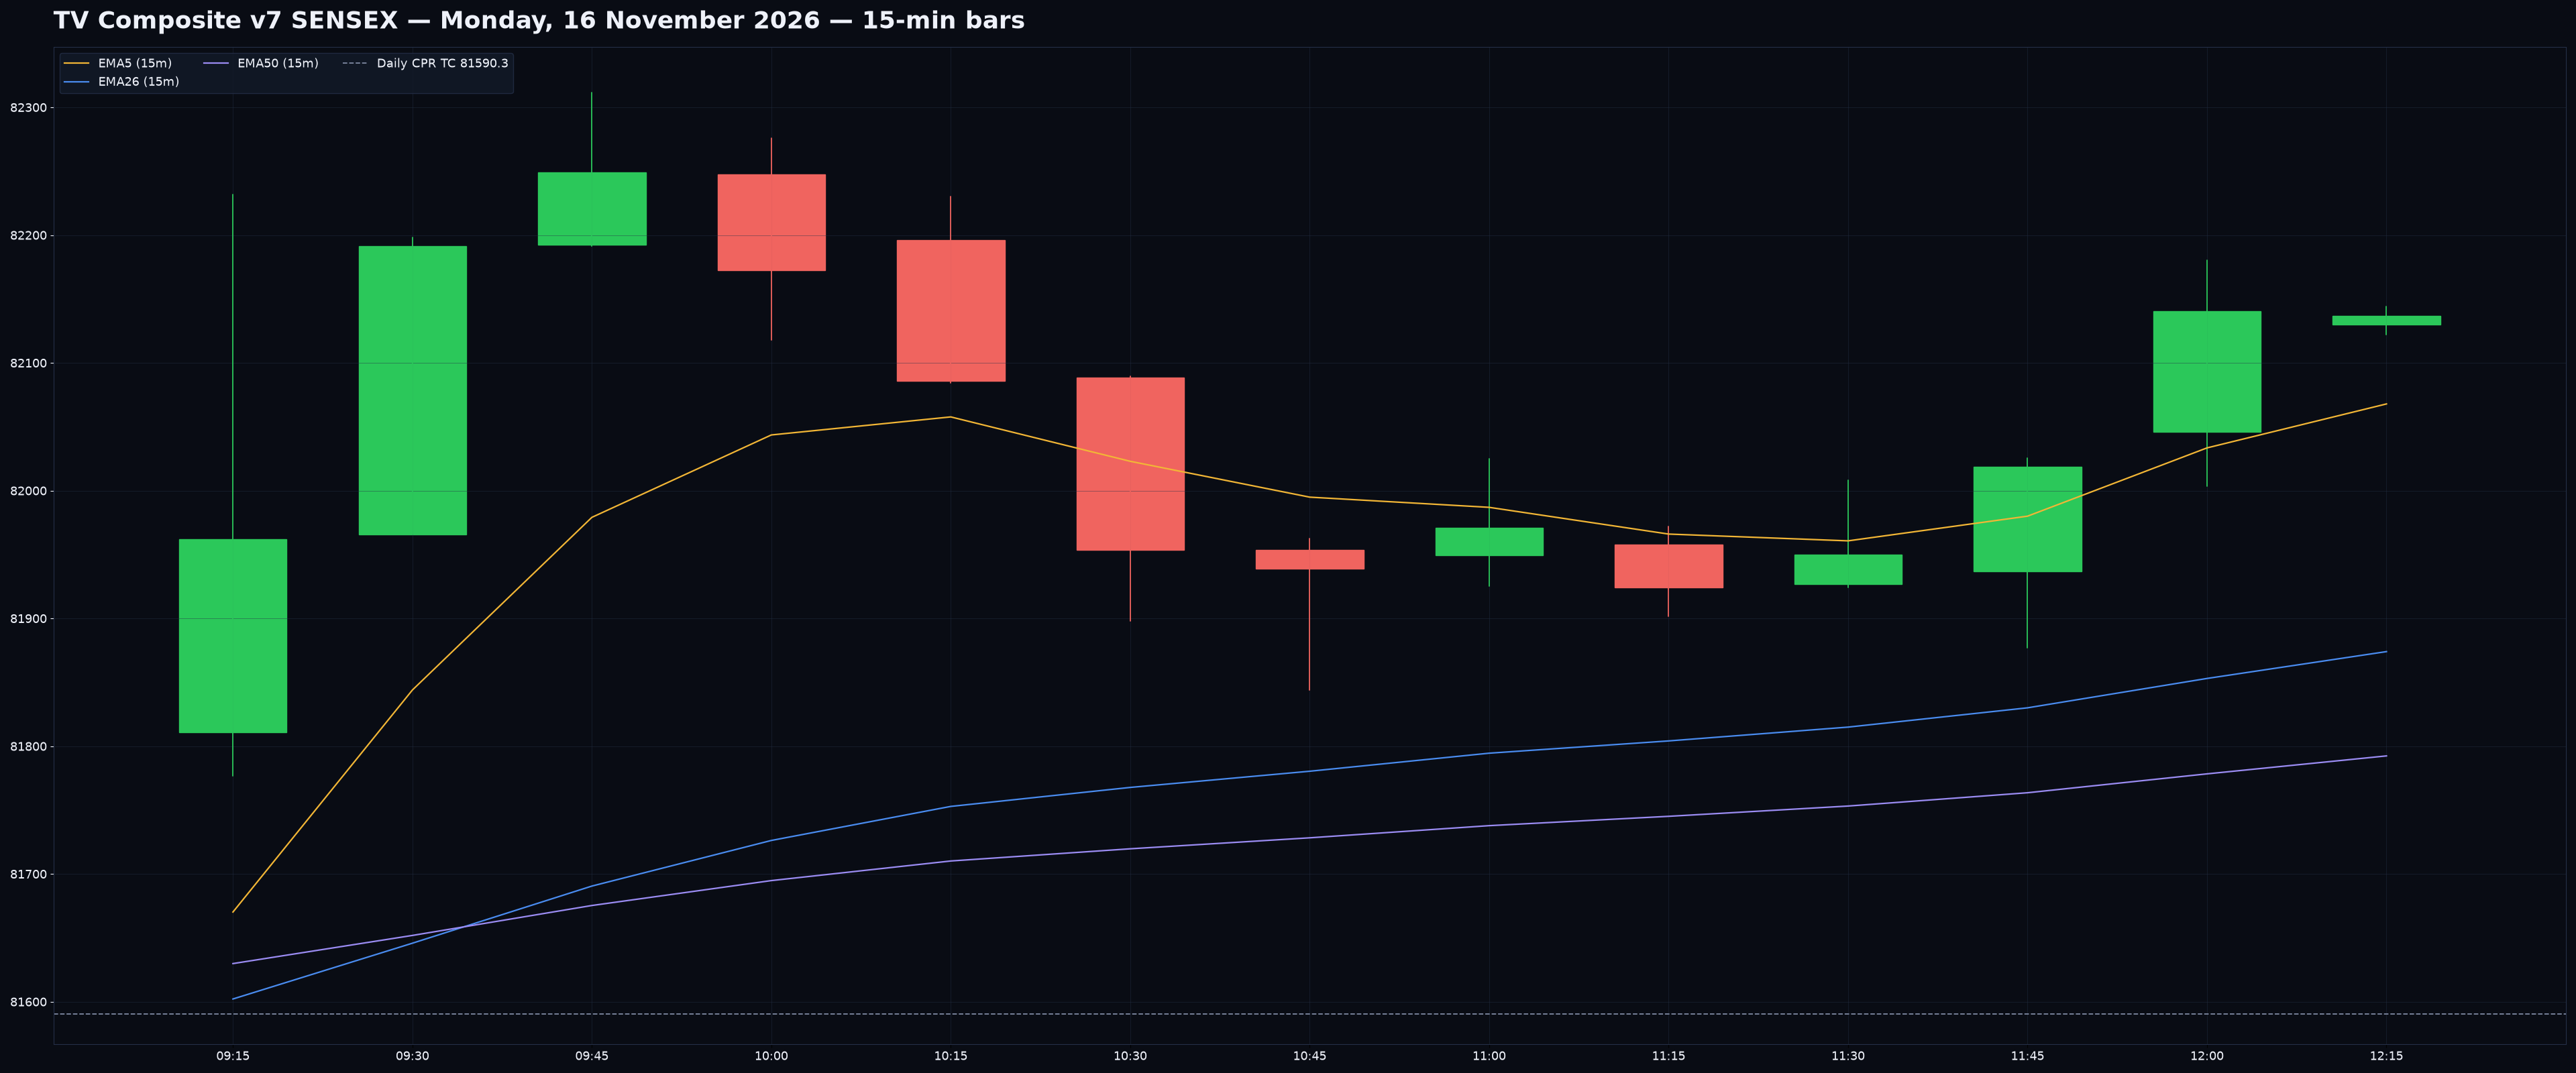 TV Composite v7 SENSEX — Monday, 16 November 2026 — 15-min bars
EMA5 (15m) EMA50 (15m) Daily CPR TC 81590.3
EMA26 (15m)
82300
82200
82100
82000
81900
81800
81700
81600
09:15 09:30 09:45 10:00 10:15 10:30 10:45 11:00 11:15 11:30 11:45 12:00 12:15